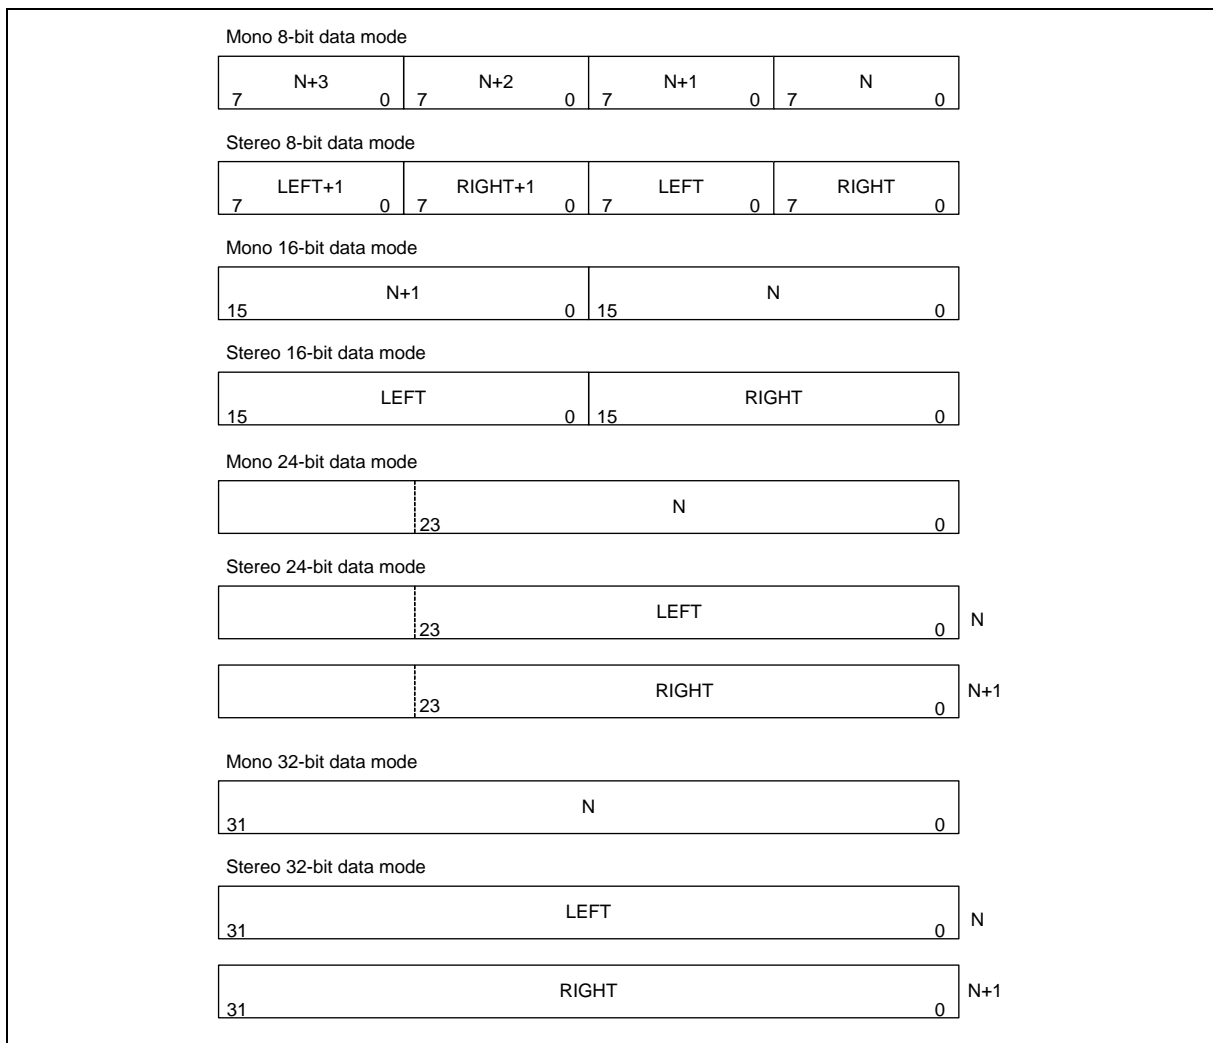 Mono 8-bit data mode
N+3 N+2 N+1 N
7 0 7 0 7 0 7 0
Stereo 8-bit data mode
LEFT+1 RIGHT+1 LEFT RIGHT
7 0 7 0 7 0 7 0
Mono 16-bit data mode
N+1 N
15 0 15 0
Stereo 16-bit data mode
LEFT RIGHT
15 0 15 0
Mono 24-bit data mode
N
23 0
Stereo 24-bit data mode
LEFT
23 0 N
RIGHT N+1
23 0
Mono 32-bit data mode
N
31 0
Stereo 32-bit data mode
LEFT N
31 0
RIGHT N+1
31 0